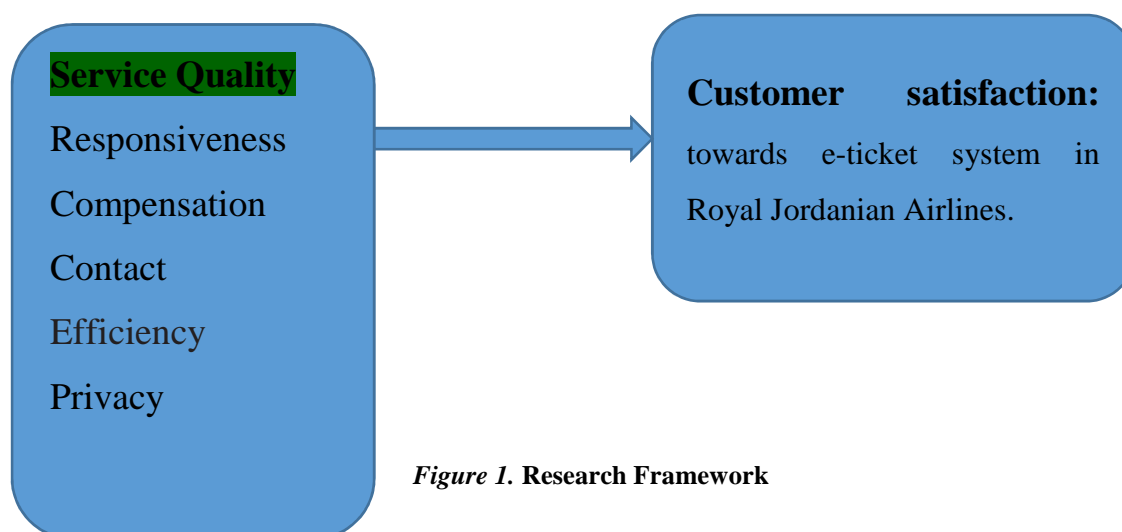 Service Quality
Responsiveness
Compensation
Contact
Efficiency
Privacy
Customer satisfaction:
towards e-ticket system in
Royal Jordanian Airlines.
Figure 1. Research Framework